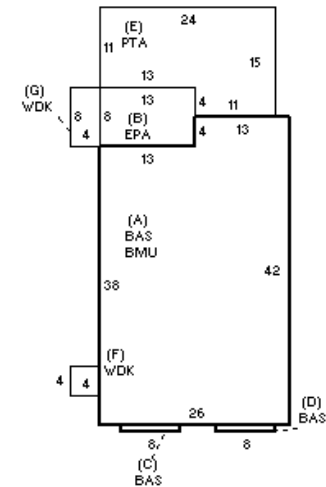 24
(E)
PTA
11
15
13
(G)
WDK
13
4
11
8
8
(B)
EPA
4
13
4
13
(A)
BAS
BMU
42
38
(F)
WDK
4
4
26
(D)
BAS
8
8
(C)
BAS